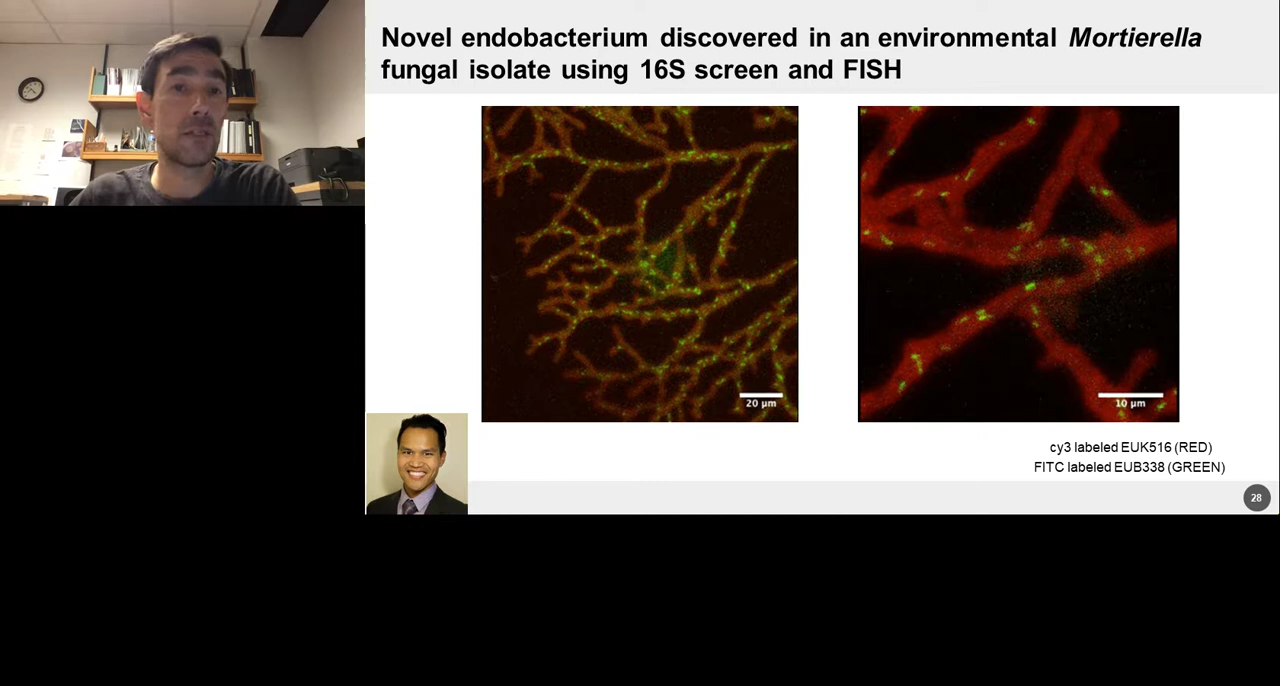 Novel endobacterium discovered in an environmental Mortierella
fungal isolate using 16S screen and FISH
20 µm
10 µm
cy3 labeled EUK516 (RED)
FITC labeled EUB338 (GREEN)
28